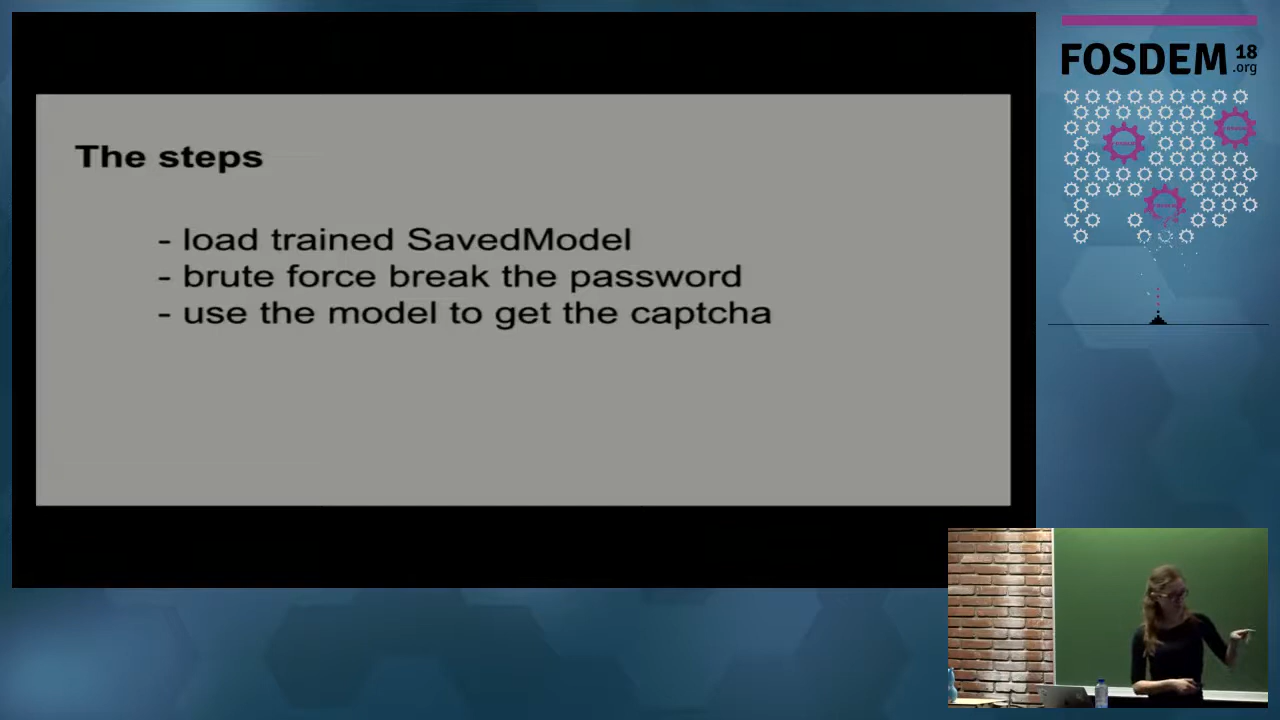 The steps
- load trained SavedModel
- brute force break the password
- use the model to get the captcha
FOSDEM 18
.org